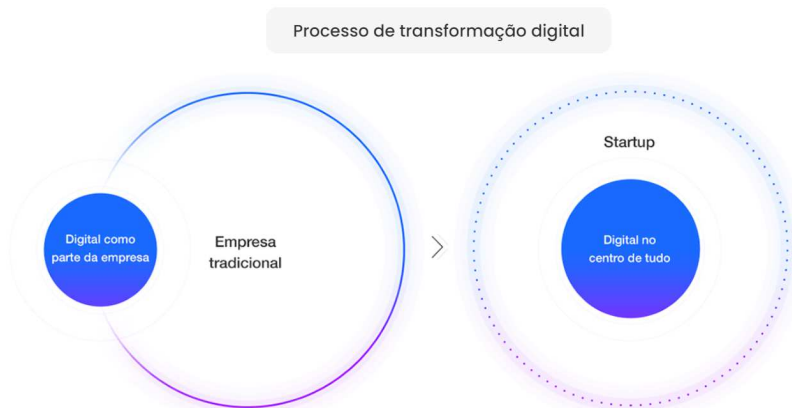 Processo de transformação digital
Digital como
parte da empresa
Empresa
tradicional
Startup
Digital no
centro de tudo